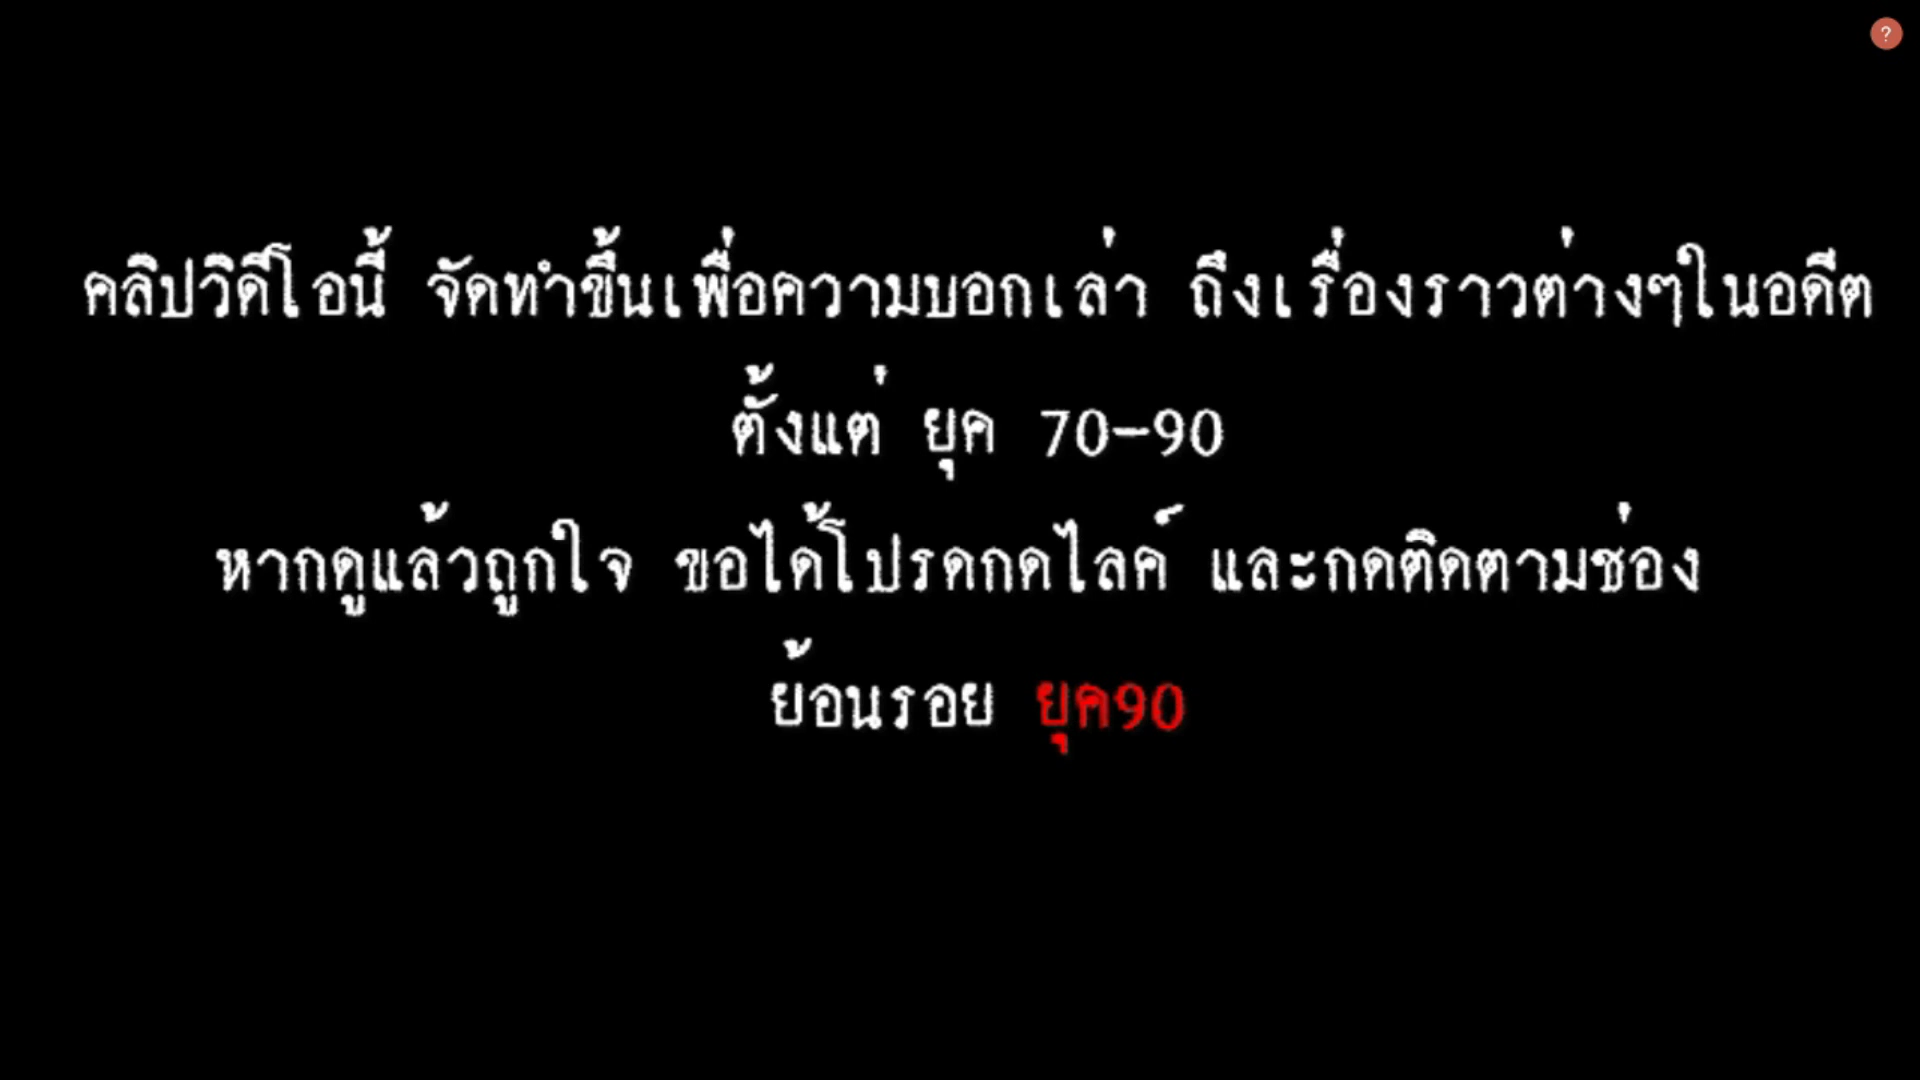 ?
คลิปวิดีโอนี้ จัดทำขึ้นเพื่อความบอกเล่า ถึงเรื่องราวต่างๆในอดีต
ตั้งแต่ ยุค 70-90
หากดูแล้วถูกใจ ขอได้โปรดกดไลค์ และกดติดตามช่อง
ย้อนรอย ยุค90